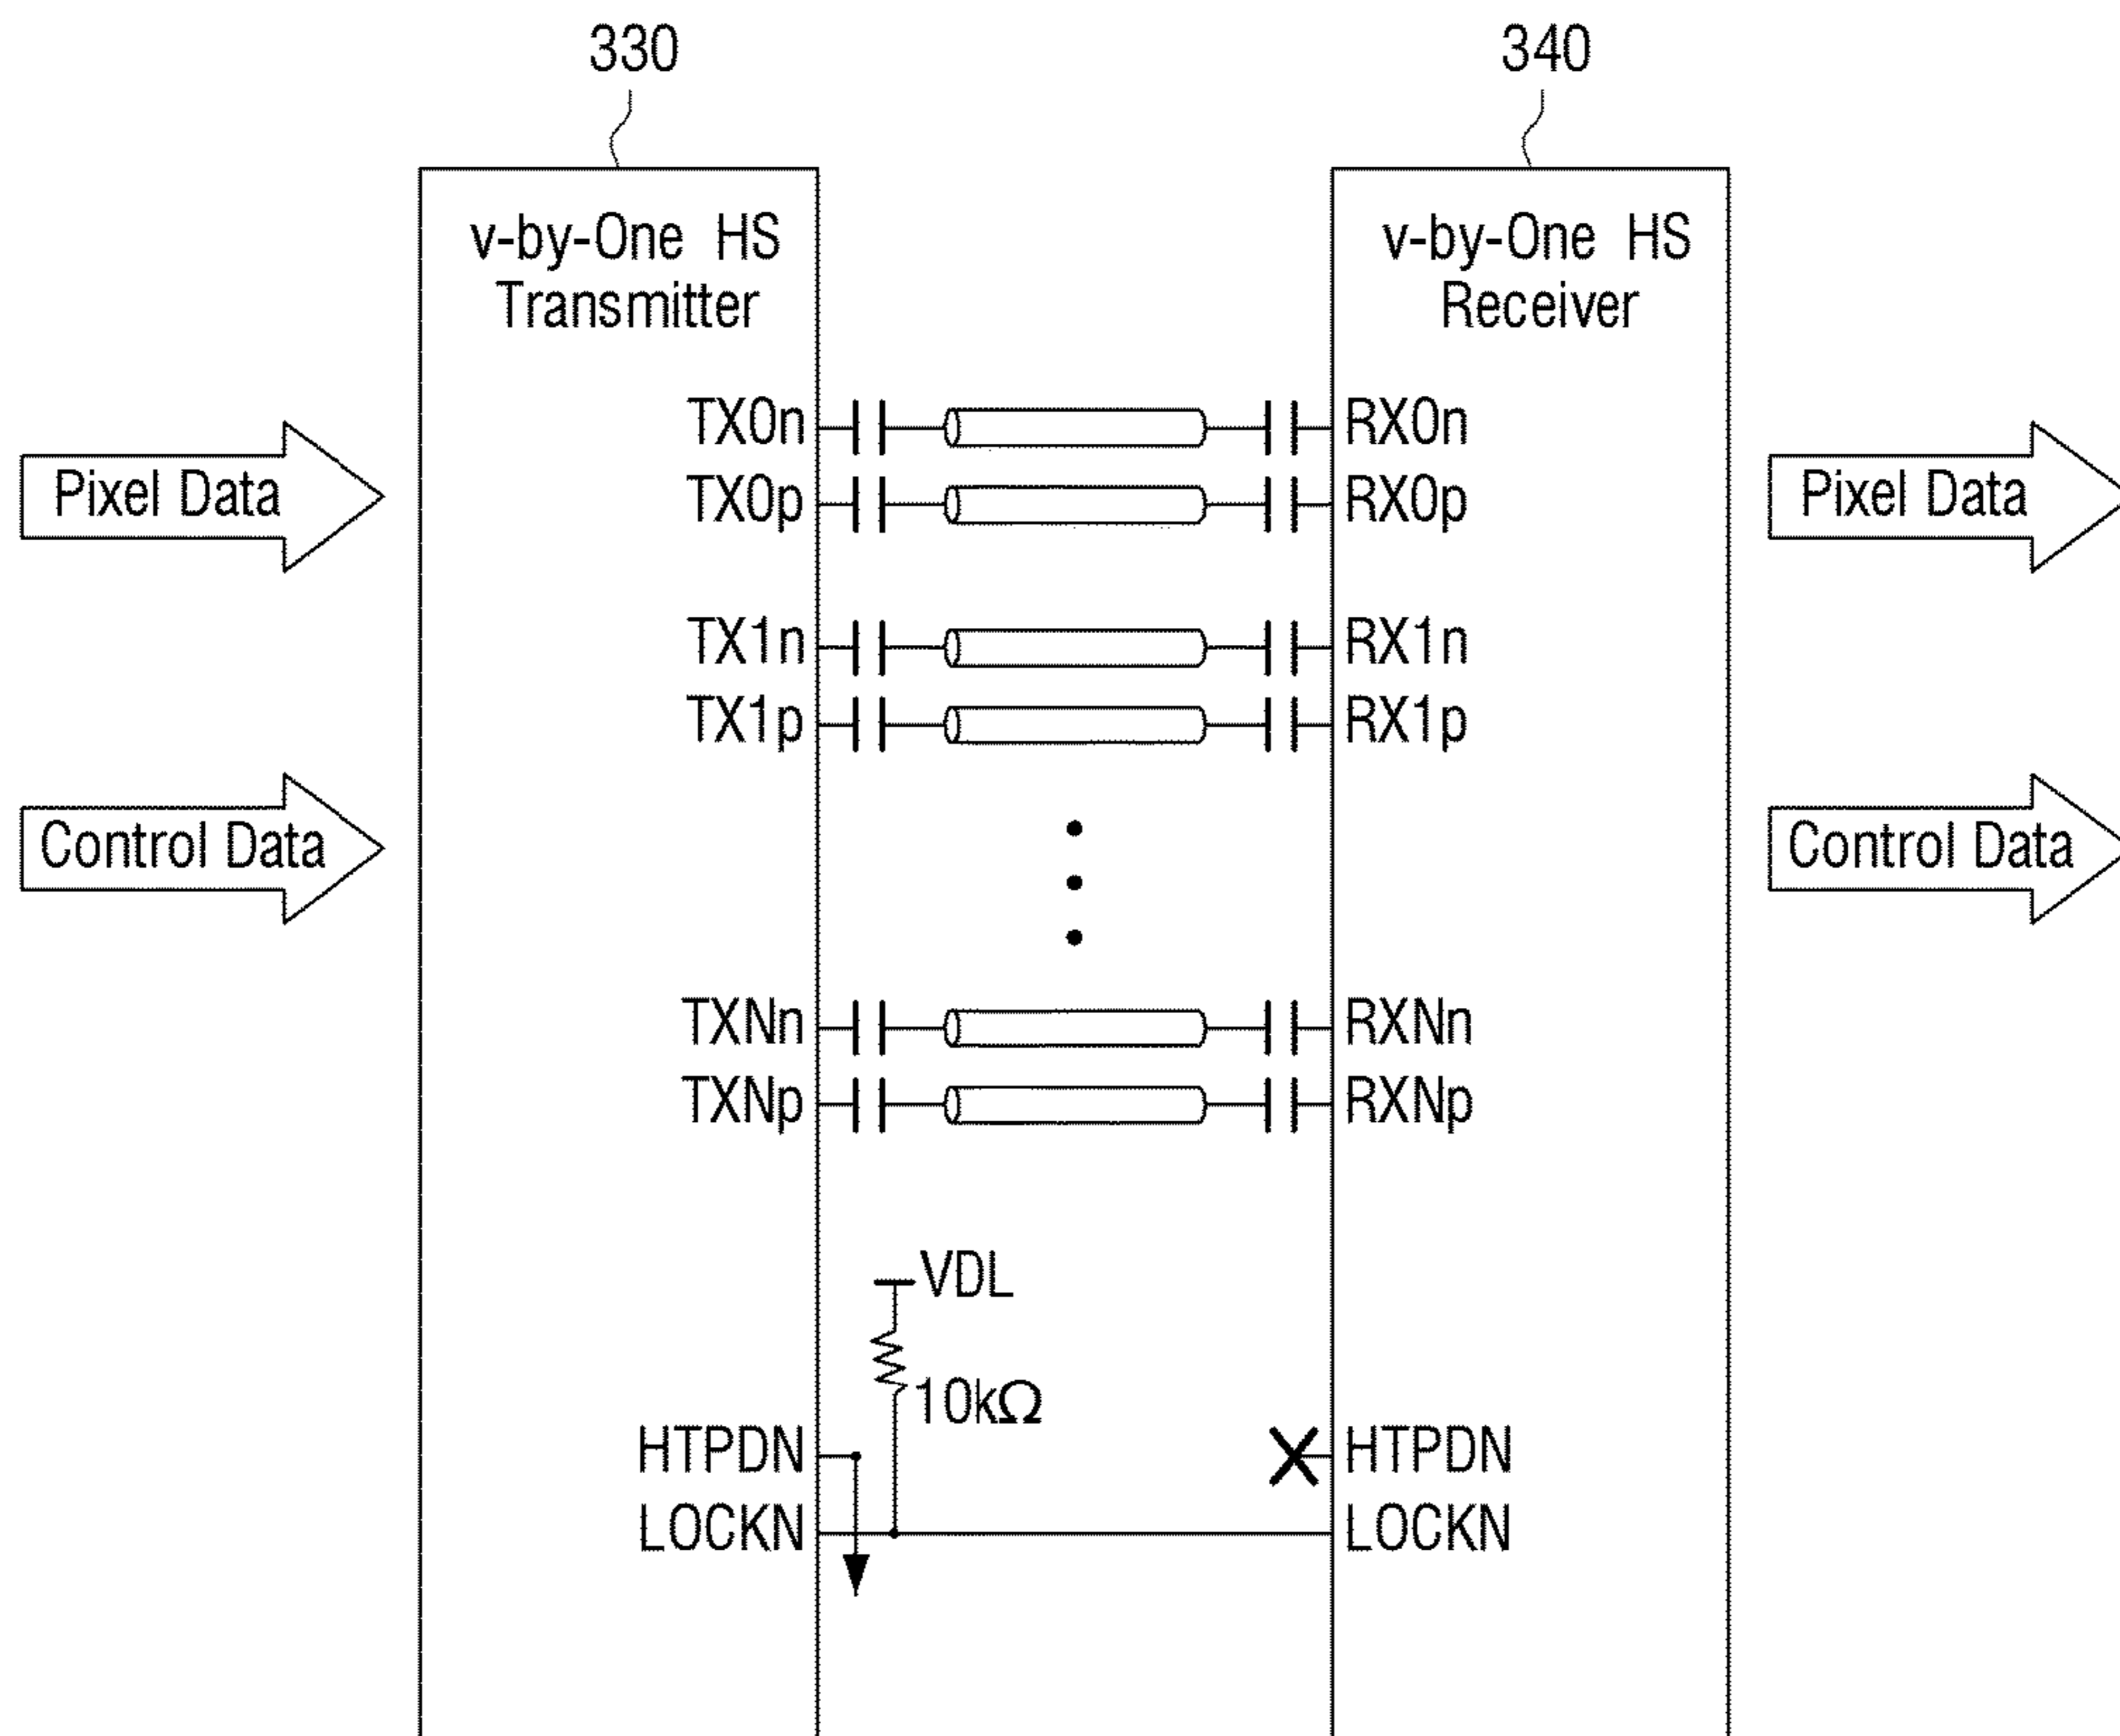 330
340
v-by-One HS
Transmitter
v-by-One HS
Receiver
TX0n
RX0n
Pixel Data
TX0p
RX0p
Pixel Data
TX1n
RX1n
TX1p
RX1p
Control Data
Control Data
TXNn
RXNn
TXNp
RXNp
VDL
10kΩ
HTPDN
HTPDN
LOCKN
LOCKN